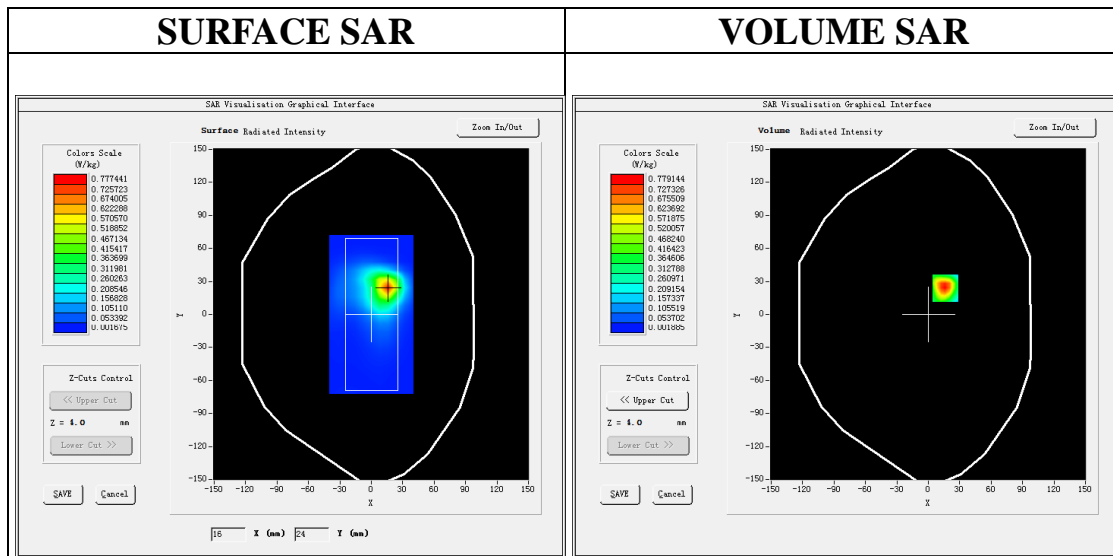 SURFACE SAR
VOLUME SAR
SAR Visualisation Graphical Interface
Surface Radiated Intensity
Zoom In/Out
Colors Scale
(W/kg)
0.777441
0.725723
0.674005
0.622288
0.570570
0.518852
0.467134
0.415417
0.363699
0.311981
0.260263
0.208546
0.156828
0.105110
0.053392
0.001675
Z-Cuts Control
<< Upper Cut
Z = 4.0 mm
Lower Cut >>
SAVE Cancel
150
120
90
60
30
0
-30
-60
-90
-120
-150
Y
-150 -120 -90 -60 -30 0 30 60 90 120 150
X
16 X (mm) 24 Y (mm)
SAR Visualisation Graphical Interface
Volume Radiated Intensity
Zoom In/Out
Colors Scale
(W/kg)
0.779144
0.727326
0.675509
0.623692
0.571875
0.520057
0.468240
0.416423
0.364606
0.312788
0.260971
0.209154
0.157337
0.105519
0.053702
0.001885
Z-Cuts Control
<< Upper Cut
Z = 4.0 mm
Lower Cut >>
SAVE Cancel
150
120
90
60
30
0
-30
-60
-90
-120
-150
Y
-150 -120 -90 -60 -30 0 30 60 90 120 150
X